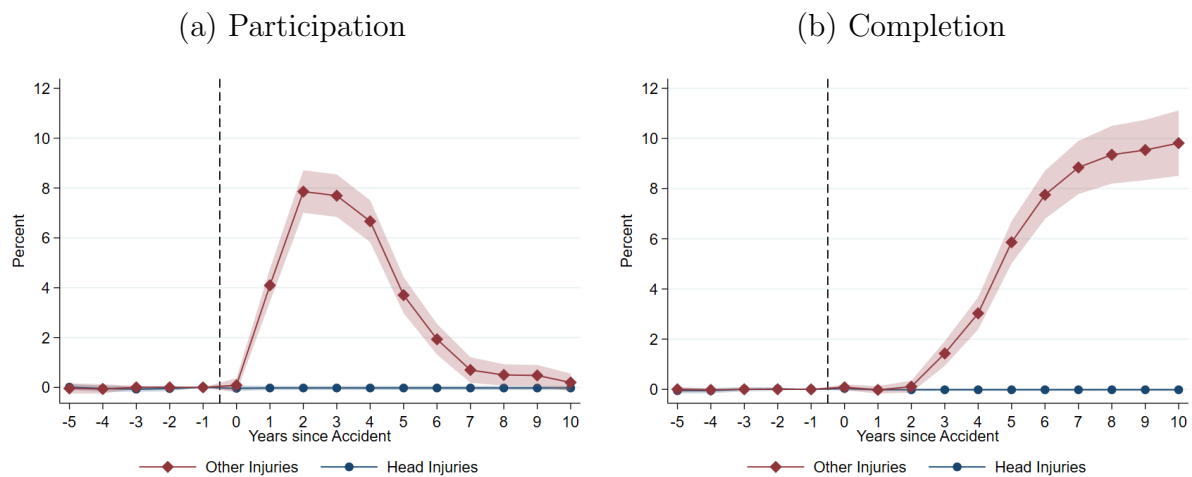 (a) Participation
12
10
8
6
4
2
0
Percent
-5 -4 -3 -2 -1 0 1 2 3 4 5 6 7 8 9 10
Years since Accident
Other Injuries Head Injuries
(b) Completion
12
10
8
6
4
2
0
Percent
-5 -4 -3 -2 -1 0 1 2 3 4 5 6 7 8 9 10
Years since Accident
Other Injuries Head Injuries